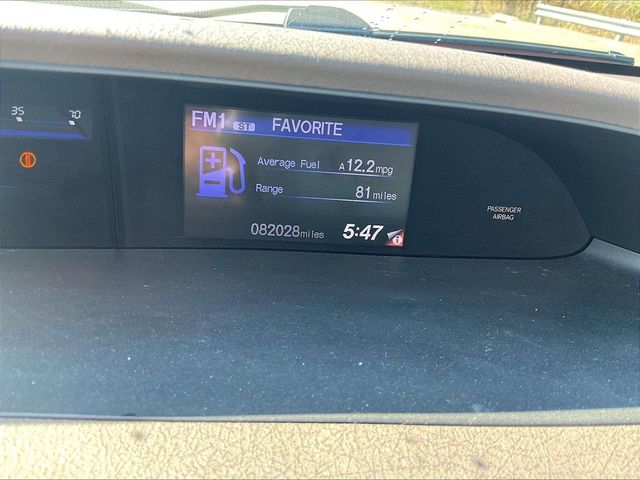 35 70
FM1 ST FAVORITE
Average Fuel A 12.2 mpg
Range 81 miles
082028 miles 5:47 i
PASSENGER
AIRBAG